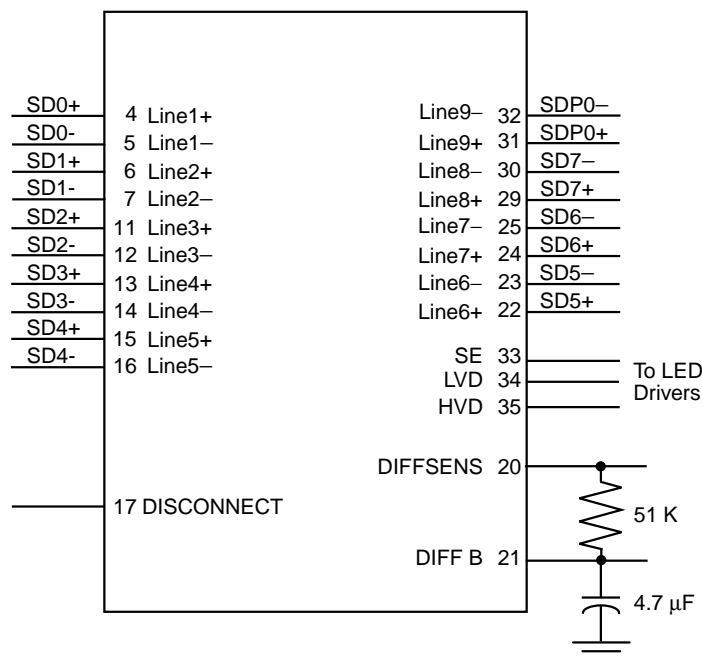 SD0+ 4 Line1+
SD0- 5 Line1−
SD1+ 6 Line2+
SD1- 7 Line2−
SD2+ 11 Line3+
SD2- 12 Line3−
SD3+ 13 Line4+
SD3- 14 Line4−
SD4+ 15 Line5+
SD4- 16 Line5−
17 DISCONNECT
Line9− 32 SDP0−
Line9+ 31 SDP0+
Line8− 30 SD7−
Line8+ 29 SD7+
Line7− 25 SD6−
Line7+ 24 SD6+
Line6− 23 SD5−
Line6+ 22 SD5+
SE 33
LVD 34
HVD 35
To LED
Drivers
DIFFSENS 20
51 K
DIFF B 21
4.7 µF